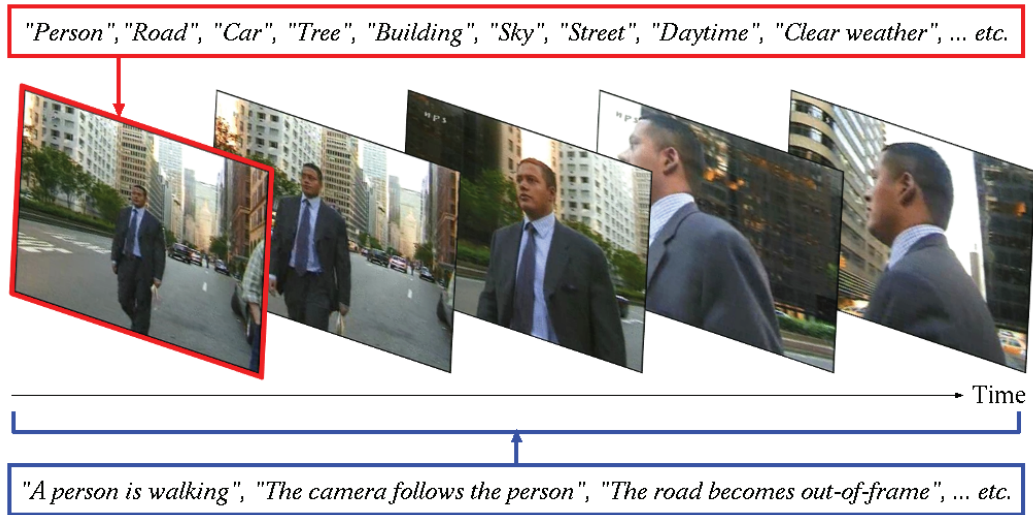 "Person", "Road", "Car", "Tree", "Building", "Sky", "Street", "Daytime", "Clear weather", ... etc.
Time
"A person is walking", "The camera follows the person", "The road becomes out-of-frame", ... etc.